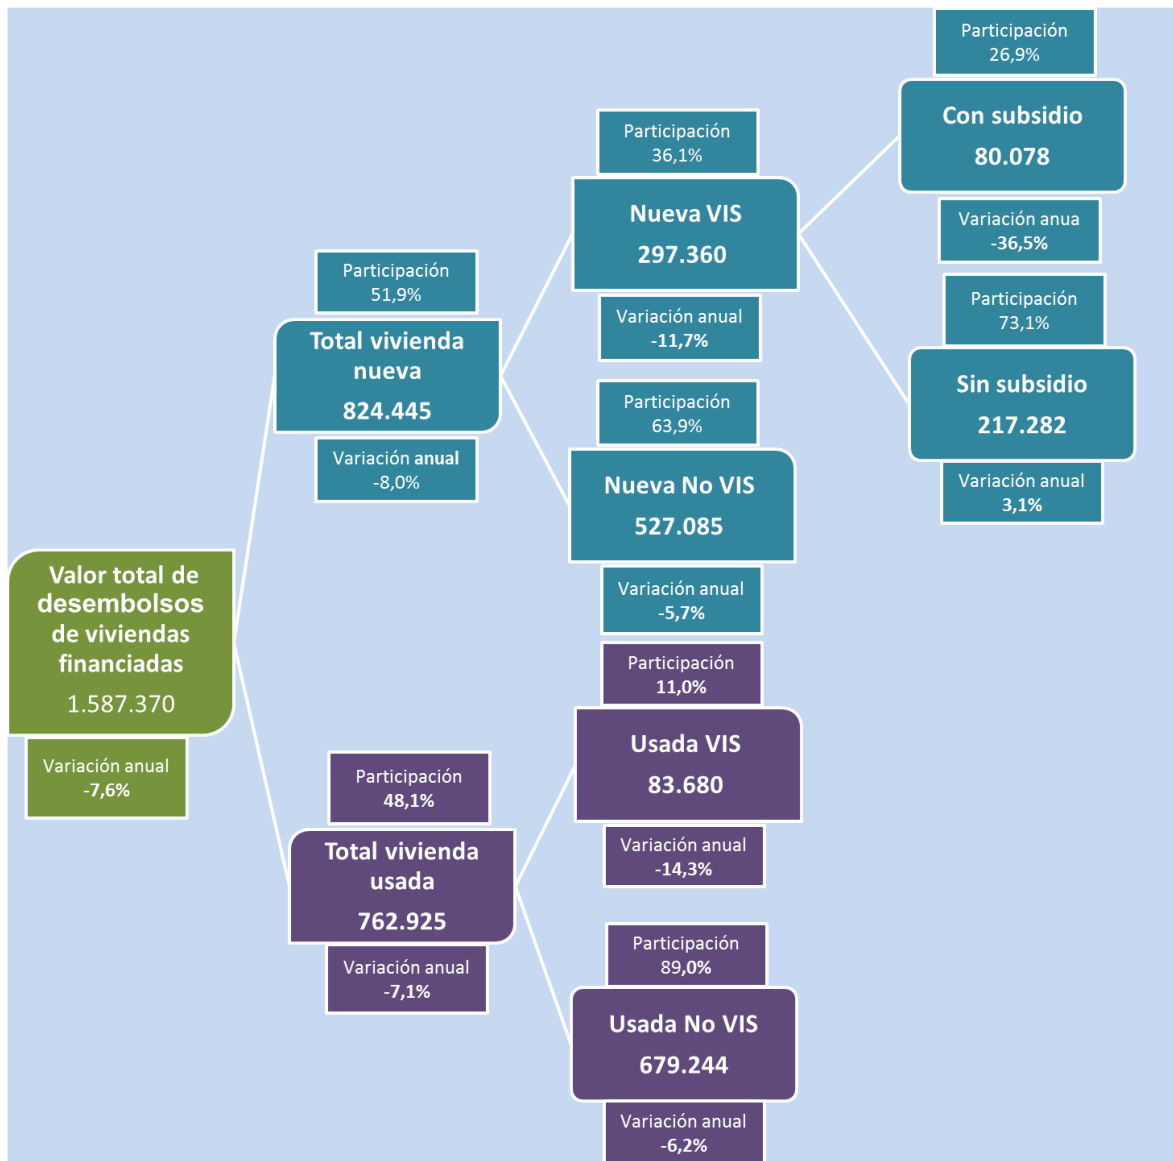 Participación
26,9%
Con subsidio
80.078
Variación anua
-36,5%
Participación
36,1%
Nueva VIS
297.360
Variación anual
-11,7%
Participación
73,1%
Sin subsidio
217.282
Variación anual
3,1%
Participación
51,9%
Total vivienda
nueva
824.445
Variación anual
-8,0%
Participación
63,9%
Nueva No VIS
527.085
Variación anual
-5,7%
Valor total de
desembolsos
de viviendas
financiadas
1.587.370
Variación anual
-7,6%
Participación
11,0%
Usada VIS
83.680
Variación anual
-14,3%
Participación
48,1%
Total vivienda
usada
762.925
Variación anual
-7,1%
Participación
89,0%
Usada No VIS
679.244
Variación anual
-6,2%